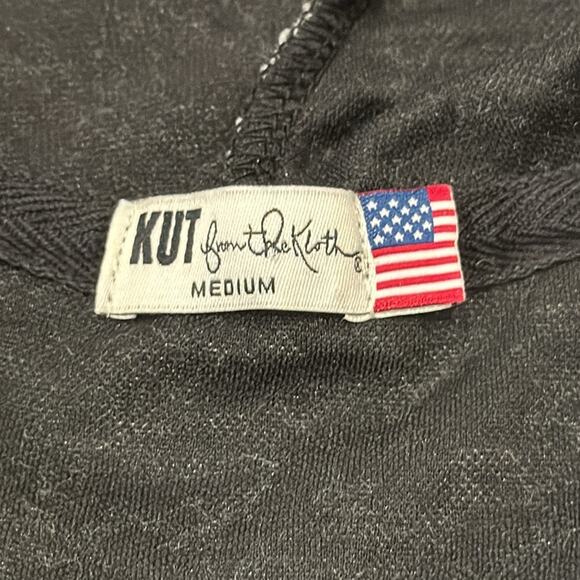 KUT from the Kloth ®
MEDIUM